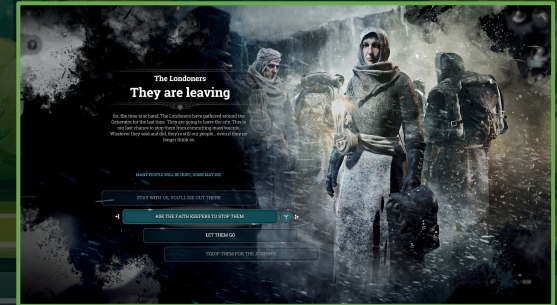 The Londoners
They are leaving
Sir, the time is at hand. The Londoners have gathered around the
Generator for the last time. They are going to leave the city. This is
our last chance to stop them from committing mass suicide.
Whatever they said and did, they're still our people... even if they no
longer think so.
MANY PEOPLE WILL BE HURT, SOME MAY DIE.
STAY WITH US, YOU'LL DIE OUT THERE
ASK THE FAITH KEEPERS TO STOP THEM
LET THEM GO
EQUIP THEM FOR THE JOURNEY